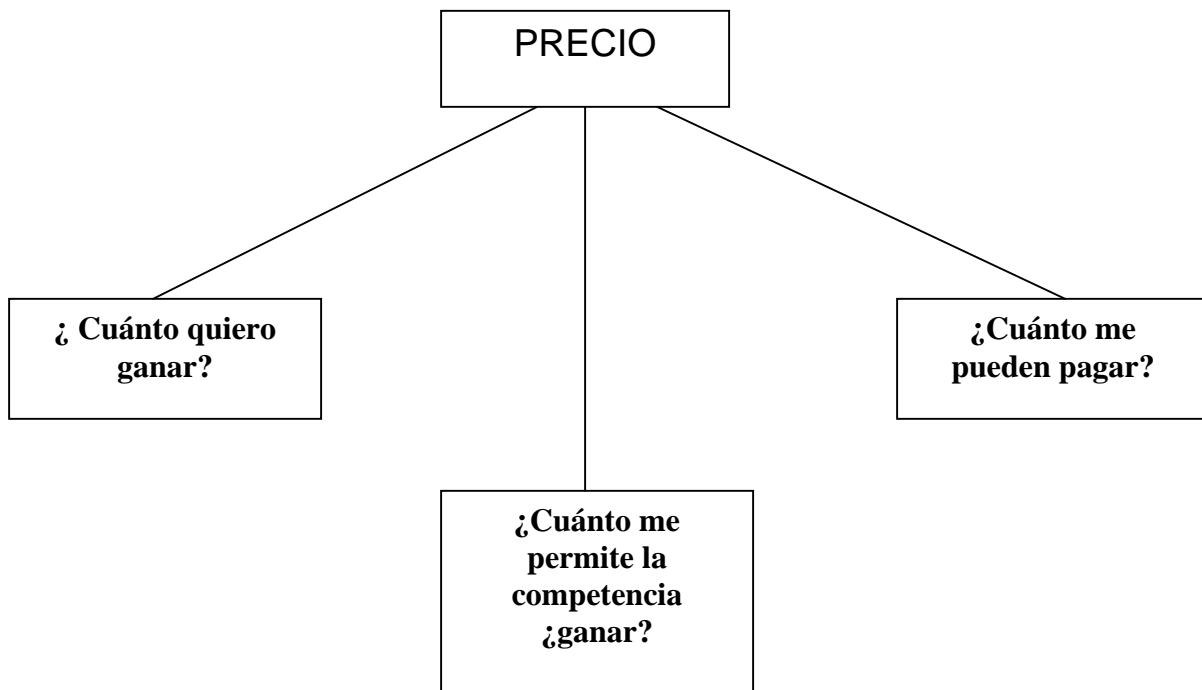 PRECIO
¿ Cuánto quiero
ganar?
¿Cuánto me
pueden pagar?
¿Cuánto me
permite la
competencia
¿ganar?